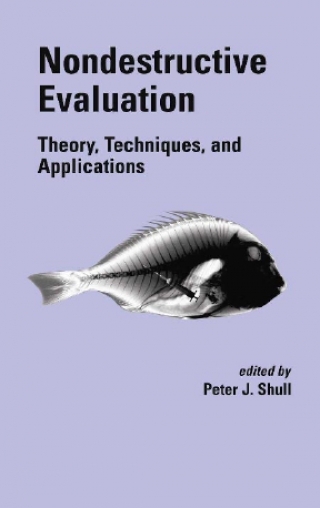 Nondestructive
Evaluation
Theory, Techniques, and
Applications
edited by
Peter J. Shull